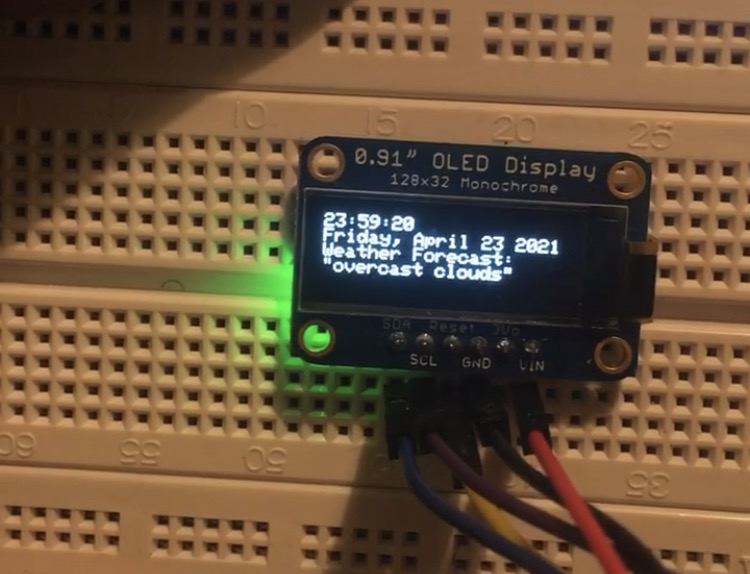 10 15 20 25
0.91" OLED Display
128x32 Monochrome
23:59:20
Friday, April 23 2021
Weather Forecast:
"overcast clouds"
SDA Reset 3Vo
SCL GND VIN
60 55 50 35